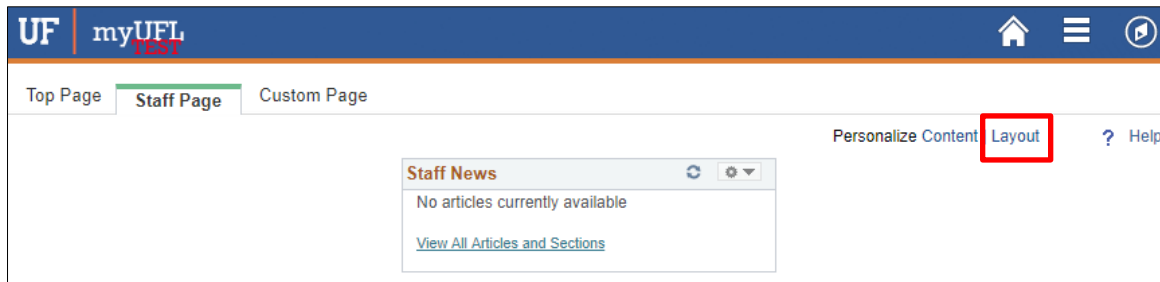 UF myUFL
TEST
Top Page Staff Page Custom Page
Personalize Content Layout ? Help
Staff News
No articles currently available
View All Articles and Sections